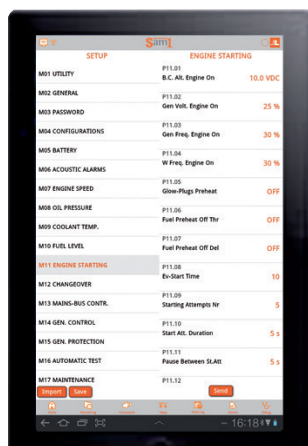 Sam1
SETUP
ENGINE STARTING
M01 UTILITY
M02 GENERAL
M03 PASSWORD
M04 CONFIGURATIONS
M05 BATTERY
M06 ACOUSTIC ALARMS
M07 ENGINE SPEED
M08 OIL PRESSURE
M09 COOLANT TEMP.
M10 FUEL LEVEL
M11 ENGINE STARTING
M12 CHANGEOVER
M13 MAINS-BUS CONTR.
M14 GEN. CONTROL
M15 GEN. PROTECTION
M16 AUTOMATIC TEST
M17 MAINTENANCE
P11.01
B.C. Alt. Engine On 10.0 VDC
P11.02
Gen Volt. Engine On 25 %
P11.03
Gen Freq. Engine On 30 %
P11.04
W Freq. Engine On 30 %
P11.05
Glow-Plugs Preheat OFF
P11.06
Fuel Preheat Off Thr OFF
P11.07
Fuel Preheat Off Del OFF
P11.08
Ev-Start Time 10
P11.09
Starting Attempts Nr 5
P11.10
Start Att. Duration 5 s
P11.11
Pause Between St.Att 5 s
P11.12
Import Save Send
16:18